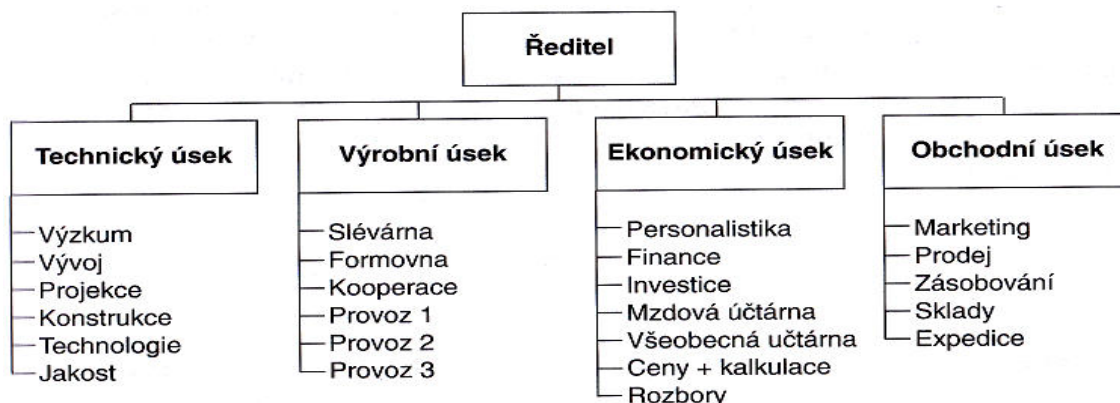 Ředitel
Technický úsek
Výzkum
Vývoj
Projekce
Konstrukce
Technologie
Jakost
Výrobní úsek
Slévárna
Formovna
Kooperace
Provoz 1
Provoz 2
Provoz 3
Ekonomický úsek
Personalistika
Finance
Investice
Mzdová účtárna
Všeobecná učtárna
Ceny + kalkulace
Rozbory
Obchodní úsek
Marketing
Prodej
Zásobování
Sklady
Expedice